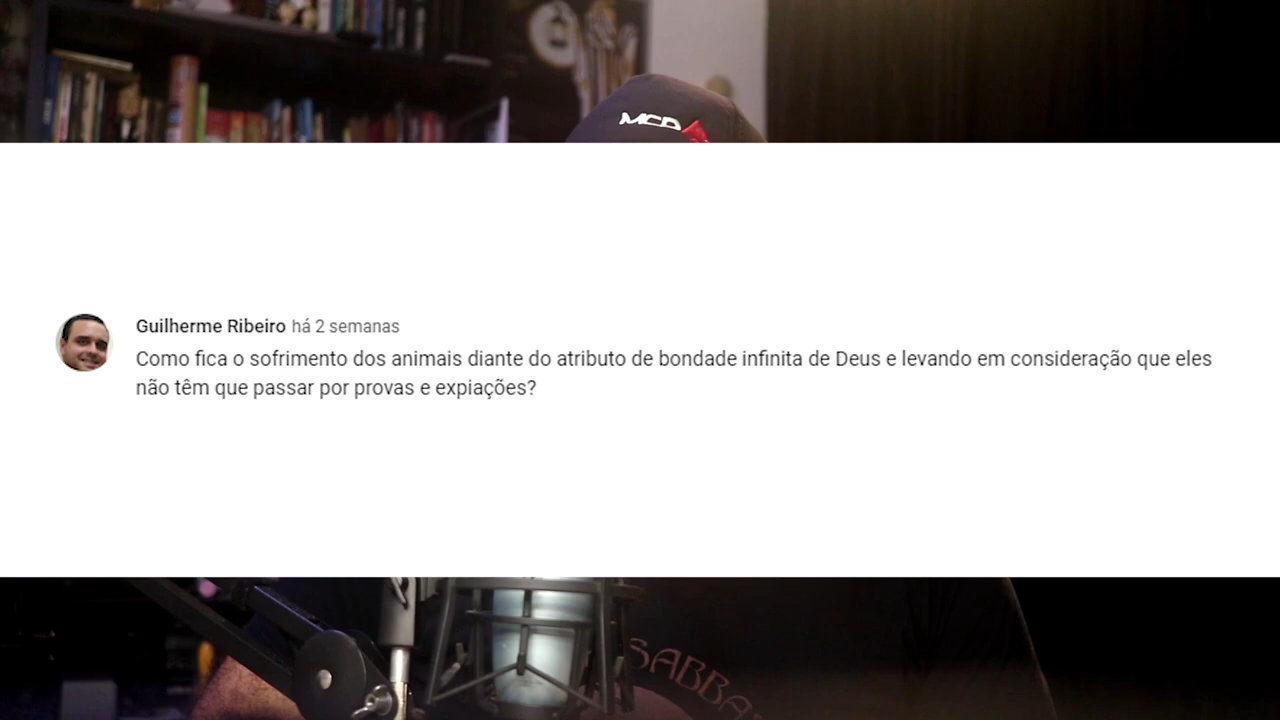 MCD
Guilherme Ribeiro há 2 semanas
Como fica o sofrimento dos animais diante do atributo de bondade infinita de Deus e levando em consideração que eles
não têm que passar por provas e expiações?
SABBA